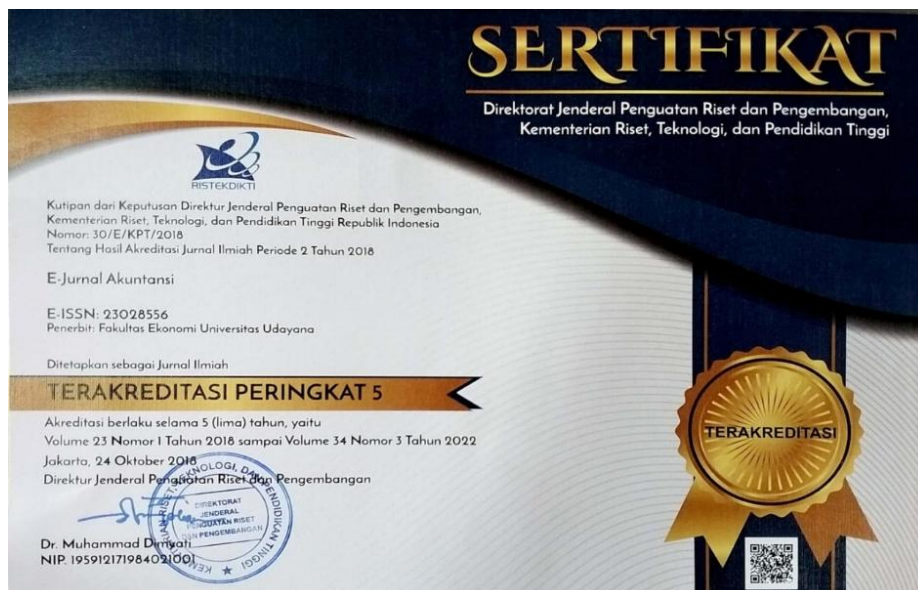 SERTIFIKAT
Direktorat Jenderal Penguatan Riset dan Pengembangan,
Kementerian Riset, Teknologi, dan Pendidikan Tinggi
RISTEKDIKTI
Kutipan dari Keputusan Direktur Jenderal Penguatan Riset dan Pengembangan,
Kementerian Riset, Teknologi, dan Pendidikan Tinggi Republik Indonesia
Nomor: 30/E/KPT/2018
Tentang Hasil Akreditasi Jurnal Ilmiah Periode 2 Tahun 2018
E-Jurnal Akuntansi
E-ISSN: 23028556
Penerbit: Fakultas Ekonomi Universitas Udayana
Ditetapkan sebagai Jurnal Ilmiah
TERAKREDITASI PERINGKAT 5
Akreditasi berlaku selama 5 (lima) tahun, yaitu
Volume 23 Nomor 1 Tahun 2018 sampai Volume 34 Nomor 3 Tahun 2022
Jakarta, 24 Oktober 2018
Direktur Jenderal Penguatan Riset dan Pengembangan
DIREKTORAT
JENDERAL
PENGUATAN RISET
DAN PENGEMBANGAN
Dr. Muhammad Dimyati
NIP. 195912171984021001
TERAKREDITASI